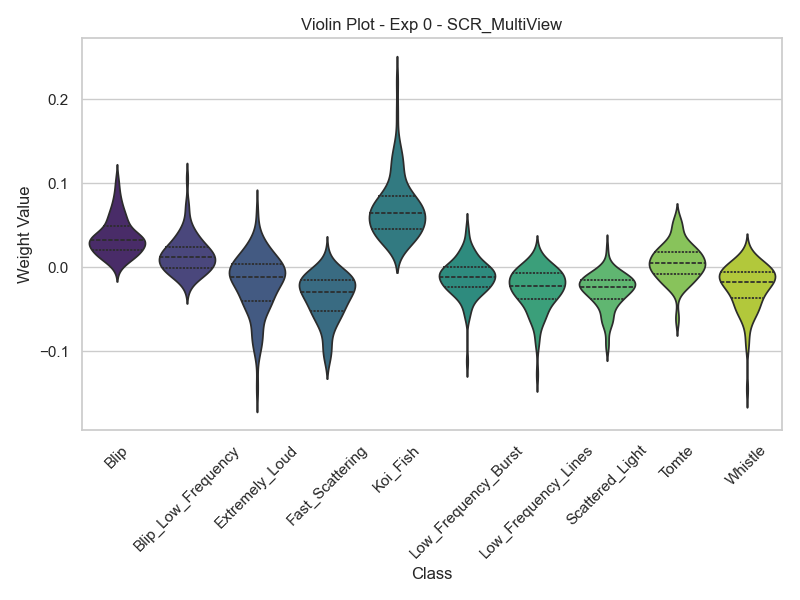 Violin Plot - Exp 0 - SCR_MultiView
Weight Value
0.2
0.1
0.0
−0.1
Blip
Blip_Low_Frequency
Extremely_Loud
Fast_Scattering
Koi_Fish
Low_Frequency_Burst
Low_Frequency_Lines
Scattered_Light
Tomte
Whistle
Class